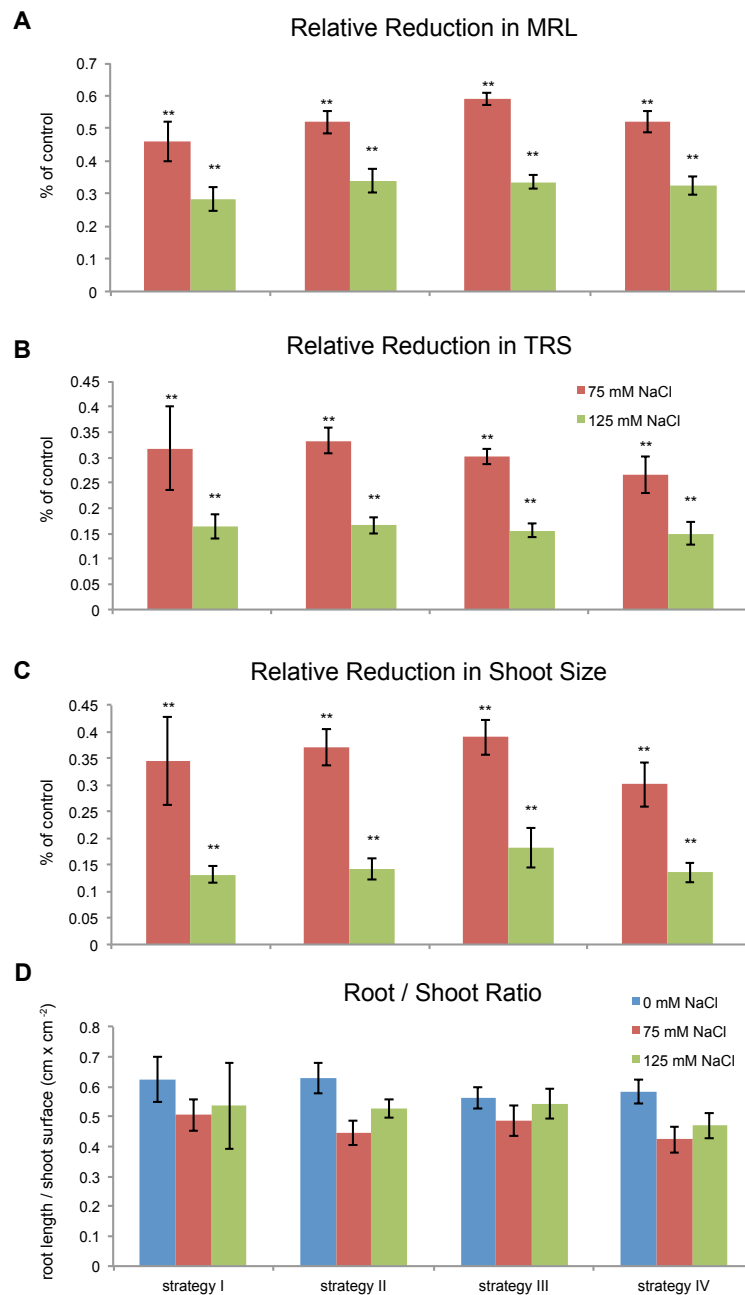 A
Relative Reduction in MRL
% of control
0.7
0.6
0.5
0.4
0.3
0.2
0.1
0
** ** ** ** ** ** ** **
B
Relative Reduction in TRS
% of control
0.45
0.4
0.35
0.3
0.25
0.2
0.15
0.1
0.05
0
75 mM NaCl
125 mM NaCl
** ** ** ** ** ** ** **
C
Relative Reduction in Shoot Size
% of control
0.45
0.4
0.35
0.3
0.25
0.2
0.15
0.1
0.05
0
** ** ** ** ** ** ** **
D
Root / Shoot Ratio
root length / shoot surface (cm x cm⁻²)
0.8
0.7
0.6
0.5
0.4
0.3
0.2
0.1
0
0 mM NaCl
75 mM NaCl
125 mM NaCl
strategy I strategy II strategy III strategy IV